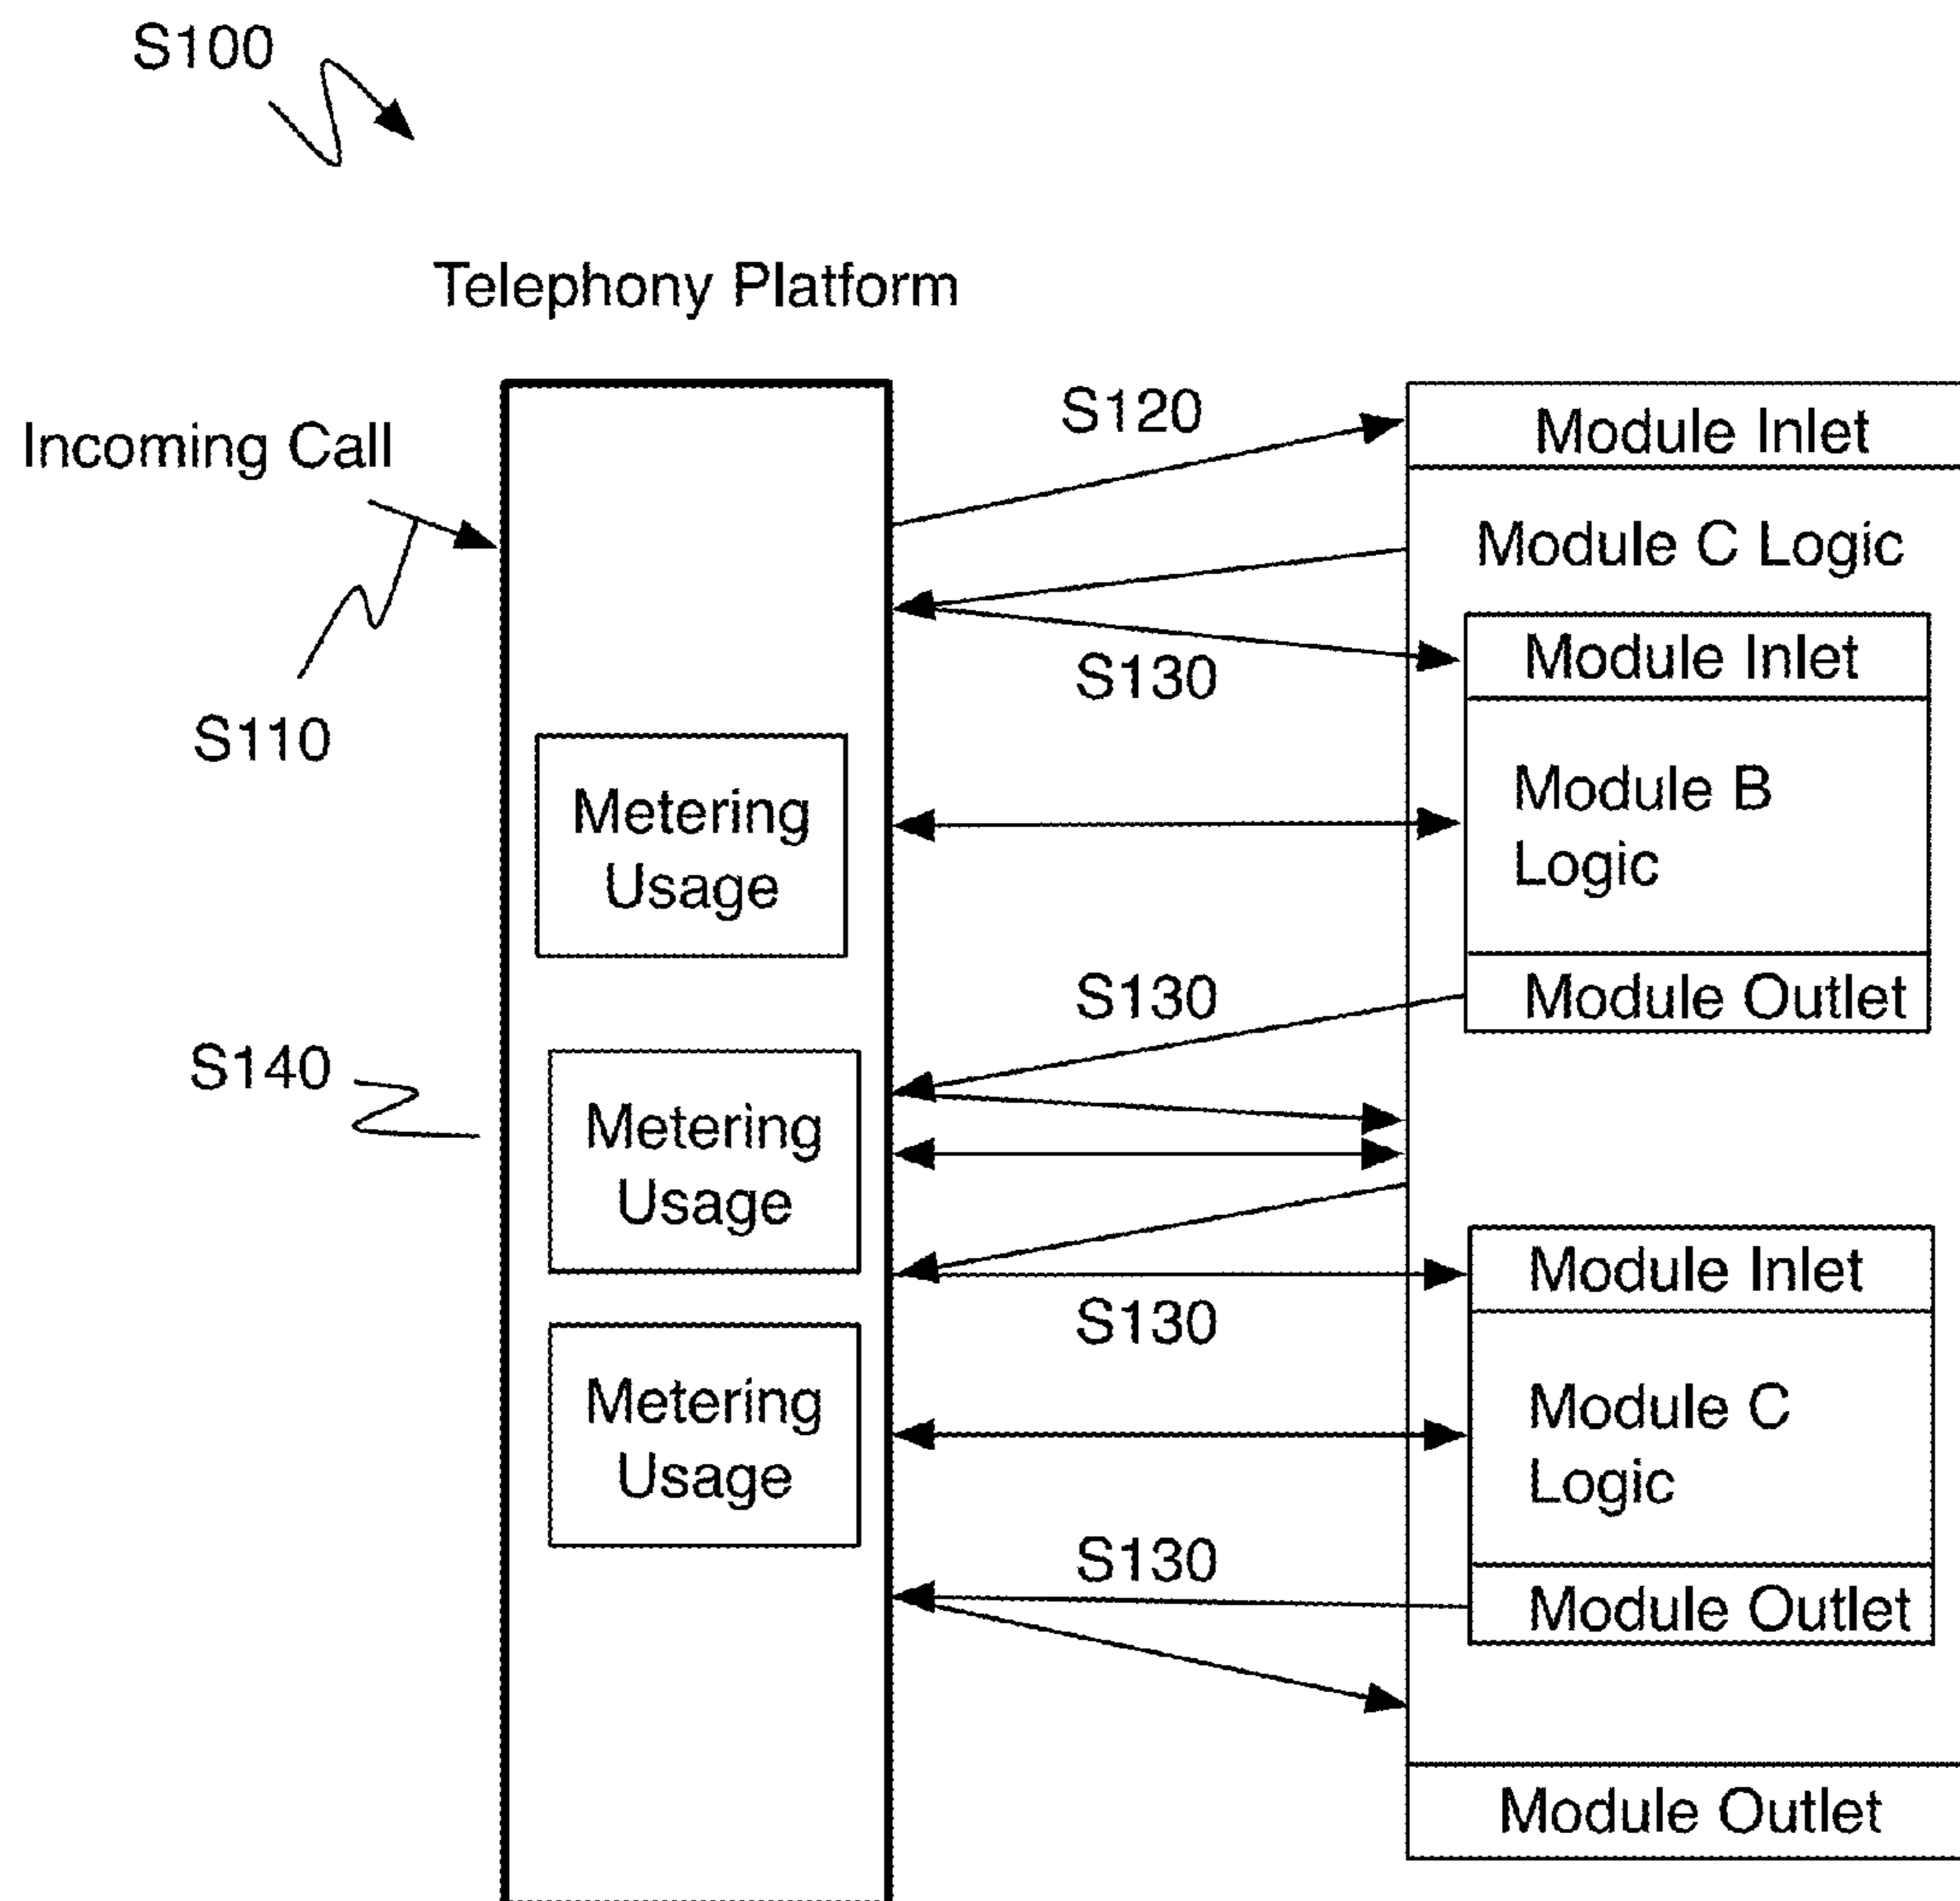 S100
Telephony Platform
Incoming Call
S110
S120
Module Inlet
Module C Logic
S130
Module Inlet
Metering
Usage
Module B
Logic
S130
Module Outlet
S140
Metering
Usage
Module Inlet
S130
Metering
Usage
Module C
Logic
S130
Module Outlet
Module Outlet